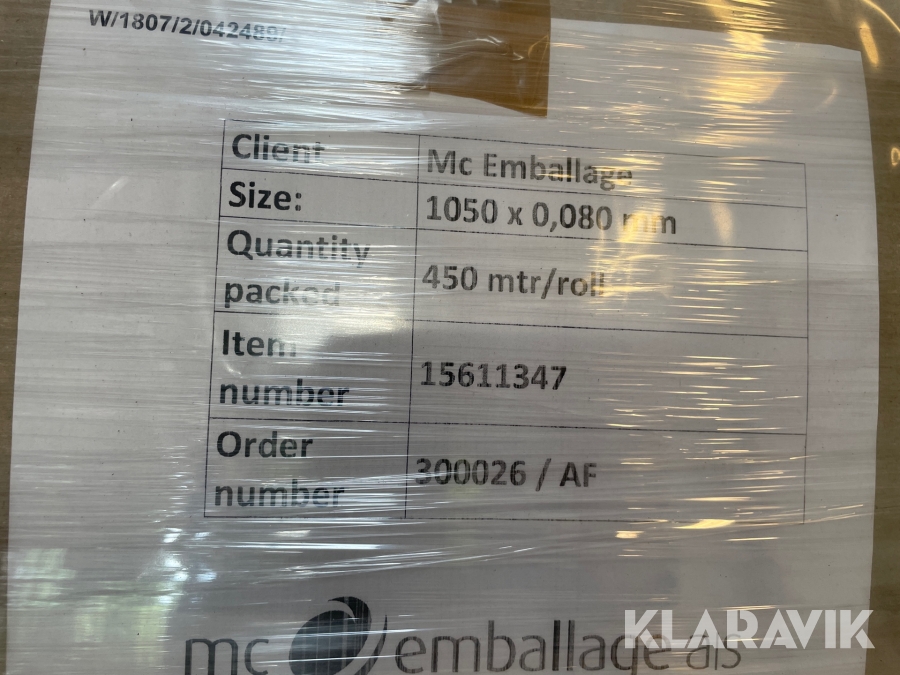 W/1807/2/042489/
Client Mc Emballage
Size: 1050 x 0,080 mm
Quantity
packed 450 mtr/roll
Item
number 15611347
Order
number 300026 / AF
mc emballage als
KLARAVIK